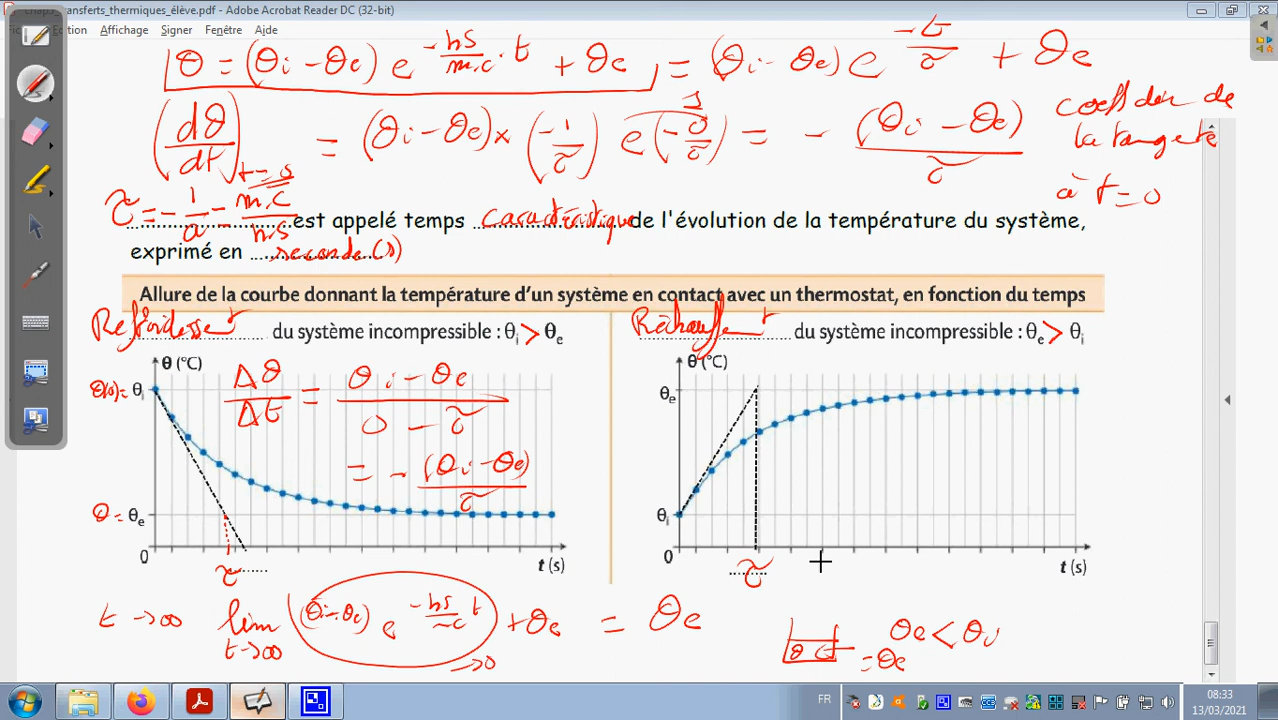 chap5_transferts_thermiques_élève.pdf - Adobe Acrobat Reader DC (32-bit)
Edition Affichage Signer Fenêtre Aide
θ = (θi - θe) e^(-hS/m.c . t) + θe = (θi - θe) e^(-t/τ) + θe
(dθ/dt)t=0 = (θi - θe) × (-1/τ) e(-0/τ) = - (θi - θe)/τ
coeff dir de
la tangente
à t=0
τ = -1/a = m.c/h.S est appelé temps caractéristique de l'évolution de la température du système,
exprimé en seconde(s)
Allure de la courbe donnant la température d'un système en contact avec un thermostat, en fonction du temps
Refroidissement du système incompressible : θi > θe
Réchauffement du système incompressible : θe > θi
θ (°C)
θ(0)= θi
Δθ/Δt = (θi - θe)/(0 - τ)
= - (θi - θe)/τ
θ = θe
0
τ
t (s)
θ (°C)
θe
θi
0
τ
t (s)
t → ∞ lim t→∞ (θi - θe) e^(-hS/mc t) + θe = θe
→ 0
θe < θi
= θe
FR
08:33
13/03/2021